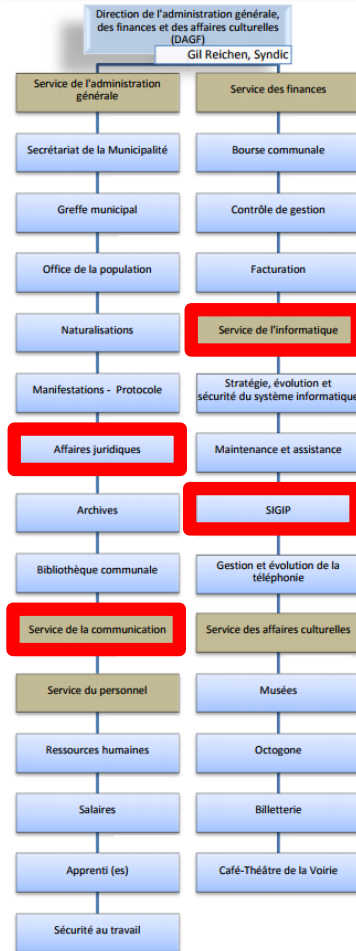 Direction de l'administration générale,
des finances et des affaires culturelles
(DAGF)
Gil Reichen, Syndic
Service de l'administration
générale
Secrétariat de la Municipalité
Greffe municipal
Office de la population
Naturalisations
Manifestations - Protocole
Affaires juridiques
Archives
Bibliothèque communale
Service de la communication
Service du personnel
Ressources humaines
Salaires
Apprenti (es)
Sécurité au travail
Service des finances
Bourse communale
Contrôle de gestion
Facturation
Service de l'informatique
Stratégie, évolution et
sécurité du système informatique
Maintenance et assistance
SIGIP
Gestion et évolution de la
téléphonie
Service des affaires culturelles
Musées
Octogone
Billetterie
Café-Théâtre de la Voirie